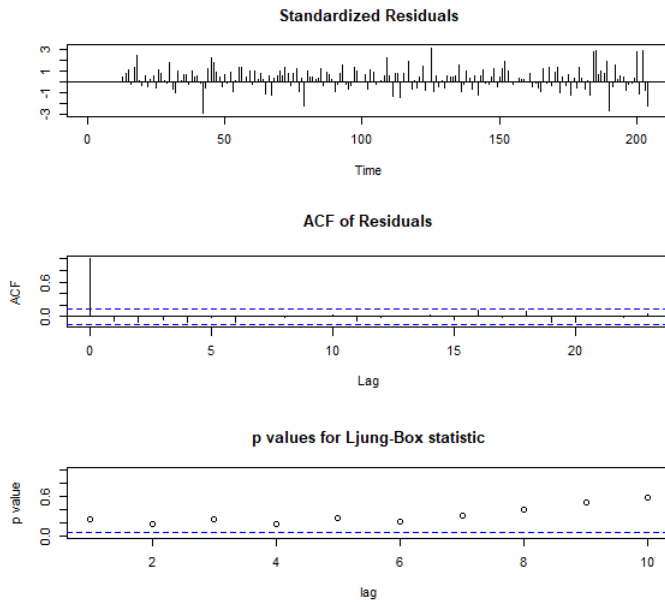 Standardized Residuals
3
1
-1
-3
0 50 100 150 200
Time
ACF of Residuals
ACF
0.6
0.0
0 5 10 15 20
Lag
p values for Ljung-Box statistic
p value
0.6
0.0
2 4 6 8 10
lag